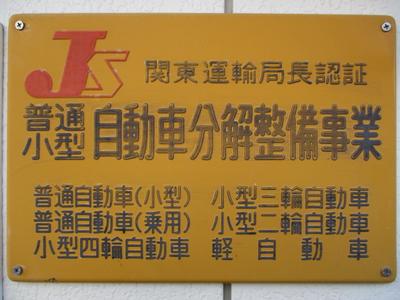 JS 関東運輸局長認証
普通
小型 自動車分解整備事業
普通自動車(小型) 小型三輪自動車
普通自動車(乗用) 小型二輪自動車
小型四輪自動車 軽自動車